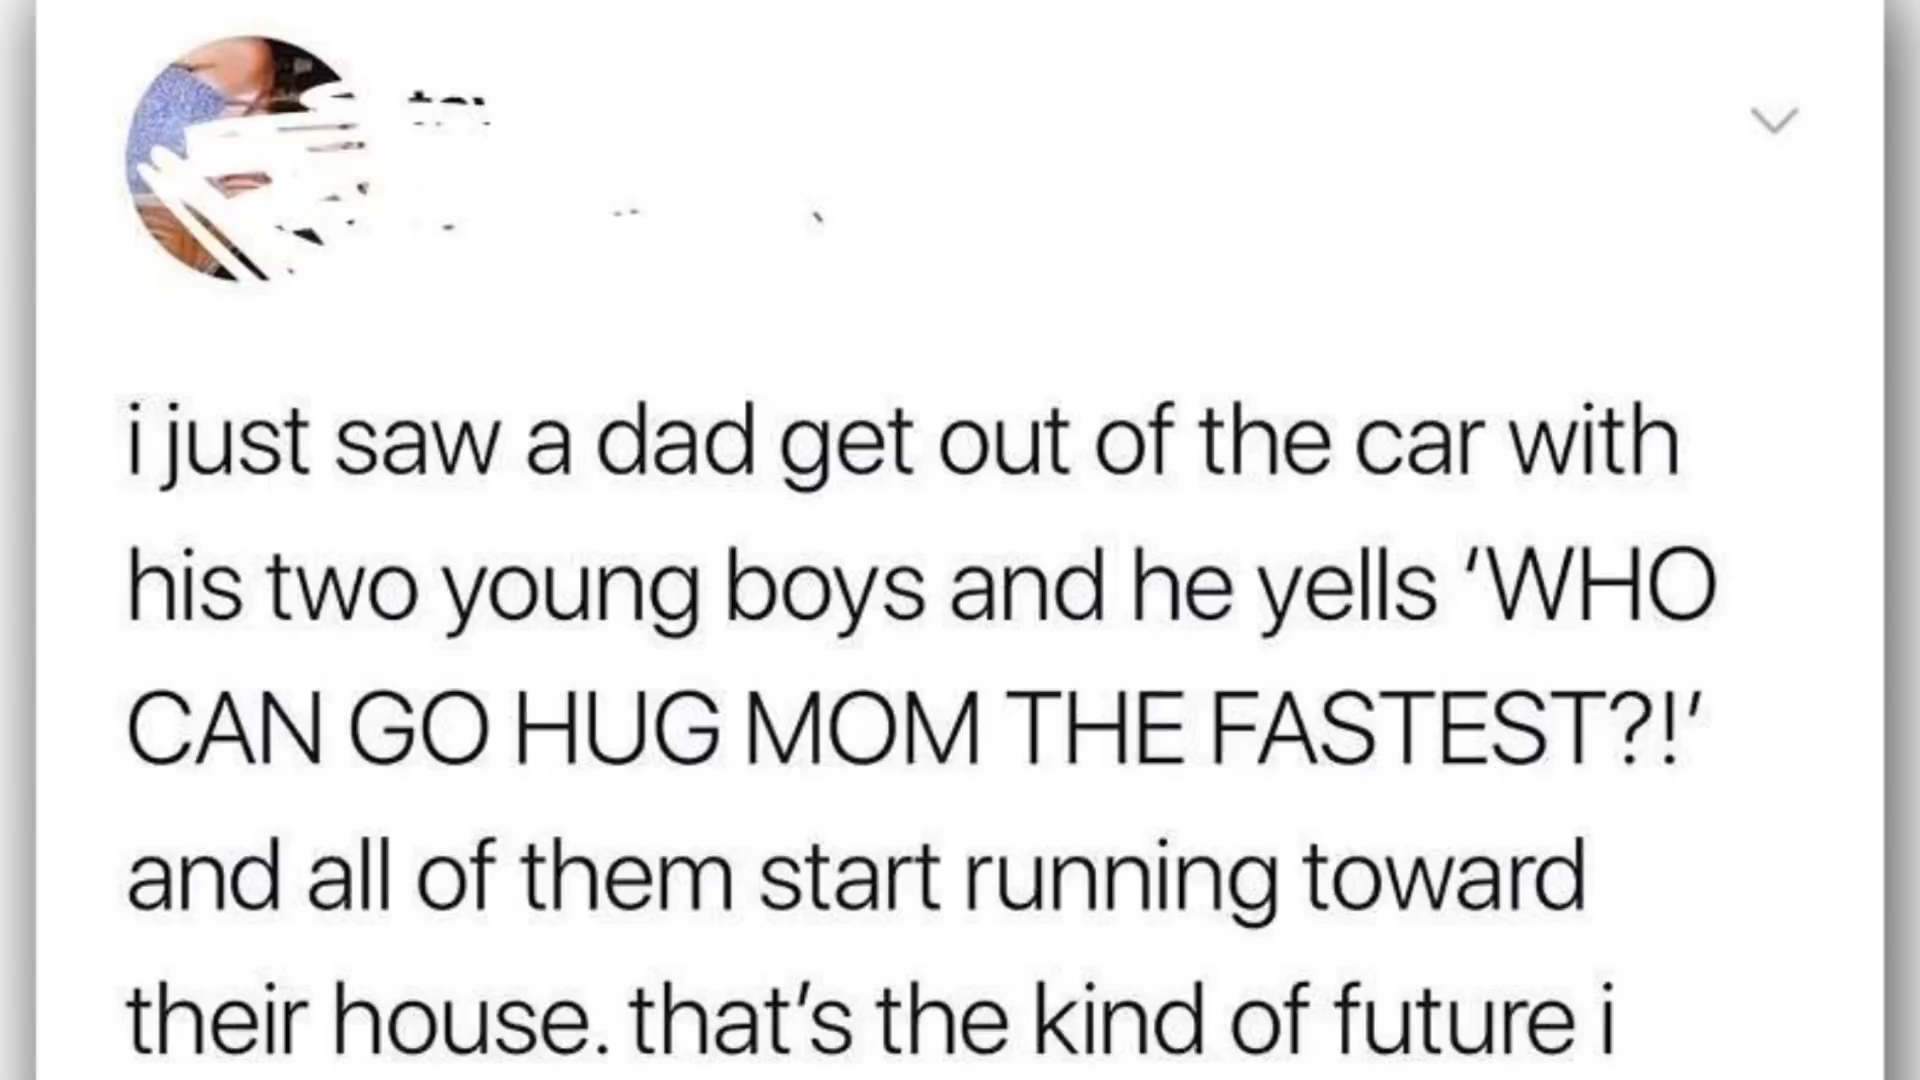 i just saw a dad get out of the car with
his two young boys and he yells ‘WHO
CAN GO HUG MOM THE FASTEST?!’
and all of them start running toward
their house. that’s the kind of future i